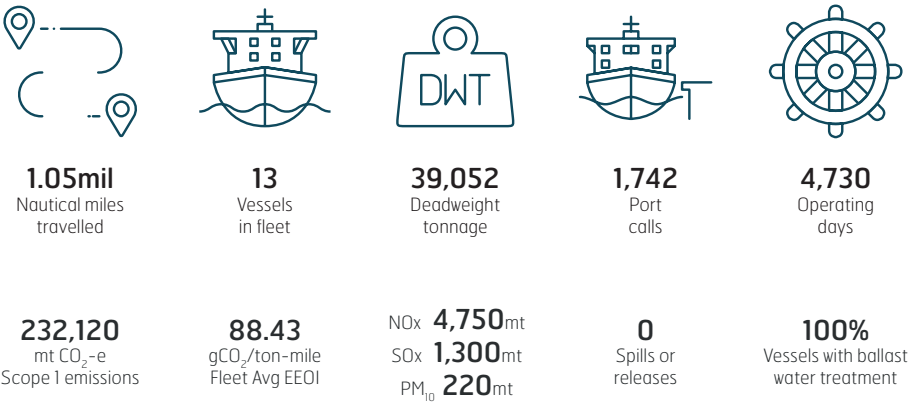 DWT
1.05mil
Nautical miles
travelled
13
Vessels
in fleet
39,052
Deadweight
tonnage
1,742
Port
calls
4,730
Operating
days
232,120
mt CO₂-e
Scope 1 emissions
88.43
gCO₂/ton-mile
Fleet Avg EEOI
NOx 4,750mt
SOx 1,300mt
PM₁₀ 220mt
0
Spills or
releases
100%
Vessels with ballast
water treatment